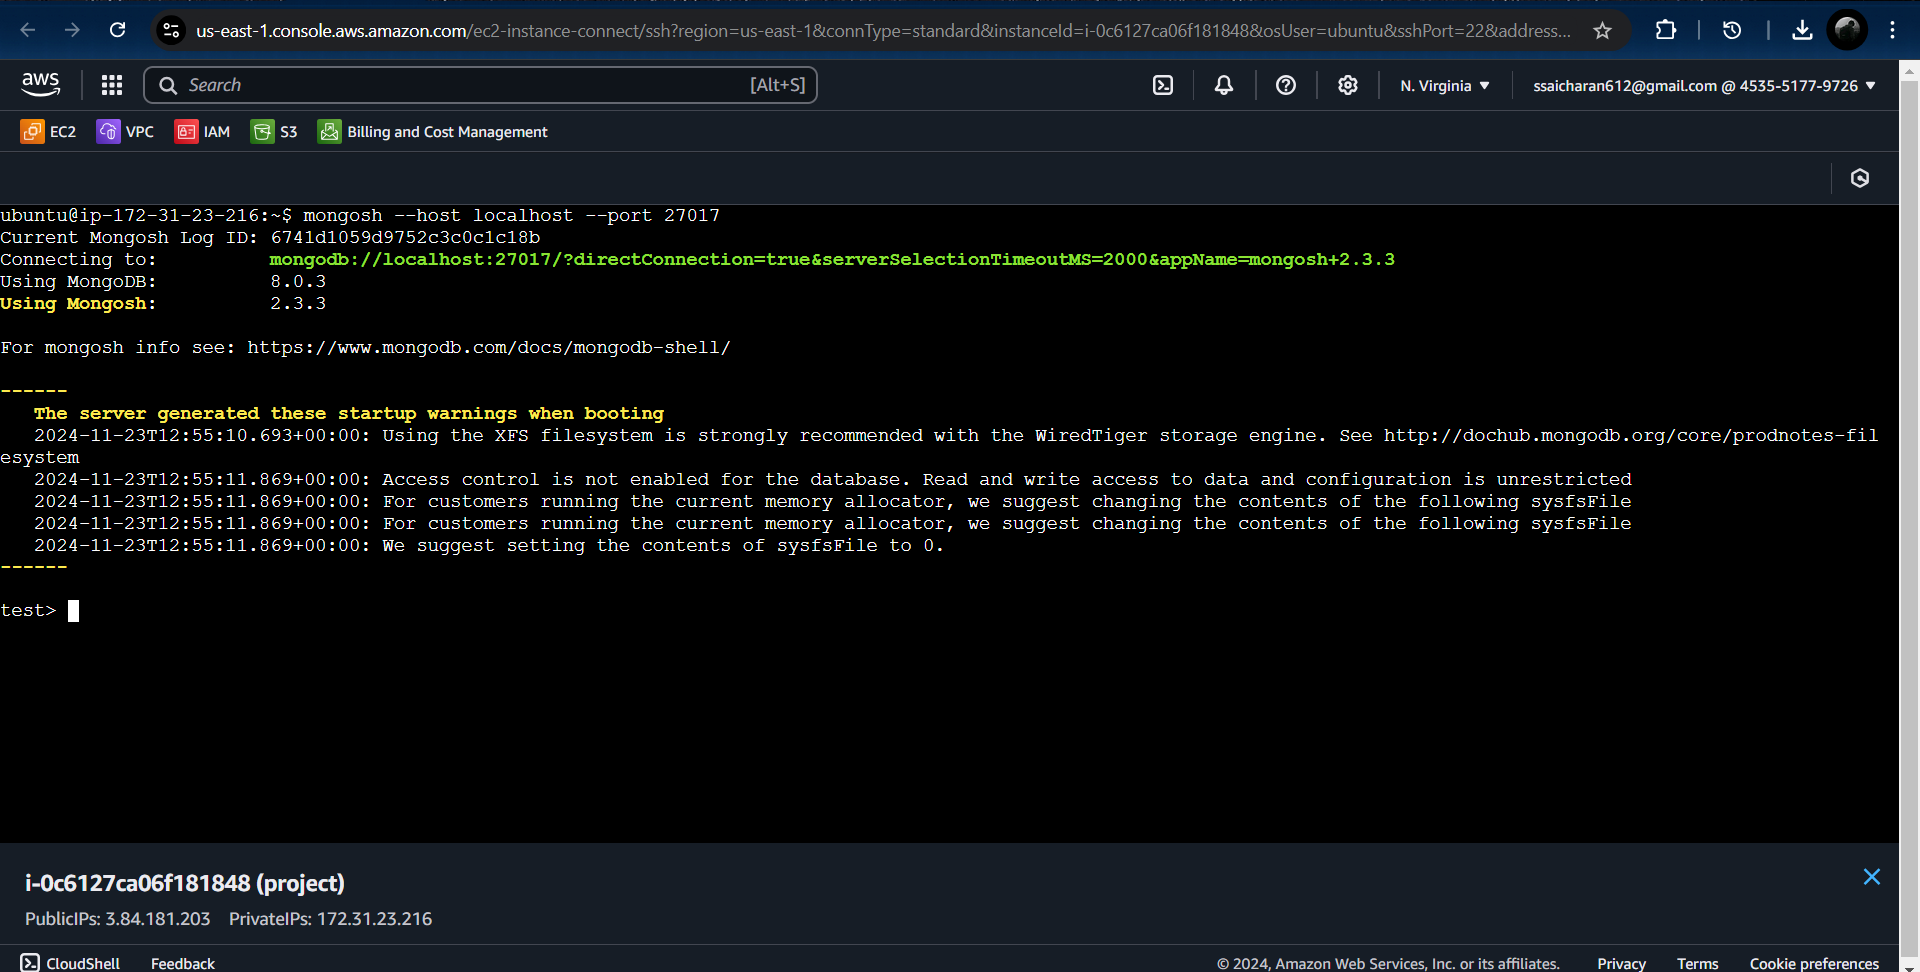 us-east-1.console.aws.amazon.com/ec2-instance-connect/ssh?region=us-east-1&connType=standard&instanceId=i-0c6127ca06f181848&osUser=ubuntu&sshPort=22&address...
aws Search [Alt+S] N. Virginia ▼ ssaicharan612@gmail.com @ 4535-5177-9726 ▼
EC2 VPC IAM S3 Billing and Cost Management
ubuntu@ip-172-31-23-216:~$ mongosh --host localhost --port 27017
Current Mongosh Log ID: 6741d1059d9752c3c0c1c18b
Connecting to: mongodb://localhost:27017/?directConnection=true&serverSelectionTimeoutMS=2000&appName=mongosh+2.3.3
Using MongoDB: 8.0.3
Using Mongosh: 2.3.3
For mongosh info see: https://www.mongodb.com/docs/mongodb-shell/
------
The server generated these startup warnings when booting
2024-11-23T12:55:10.693+00:00: Using the XFS filesystem is strongly recommended with the WiredTiger storage engine. See http://dochub.mongodb.org/core/prodnotes-fil
esystem
2024-11-23T12:55:11.869+00:00: Access control is not enabled for the database. Read and write access to data and configuration is unrestricted
2024-11-23T12:55:11.869+00:00: For customers running the current memory allocator, we suggest changing the contents of the following sysfsFile
2024-11-23T12:55:11.869+00:00: For customers running the current memory allocator, we suggest changing the contents of the following sysfsFile
2024-11-23T12:55:11.869+00:00: We suggest setting the contents of sysfsFile to 0.
------
test>
i-0c6127ca06f181848 (project)
PublicIPs: 3.84.181.203 PrivateIPs: 172.31.23.216
CloudShell Feedback © 2024, Amazon Web Services, Inc. or its affiliates. Privacy Terms Cookie preferences